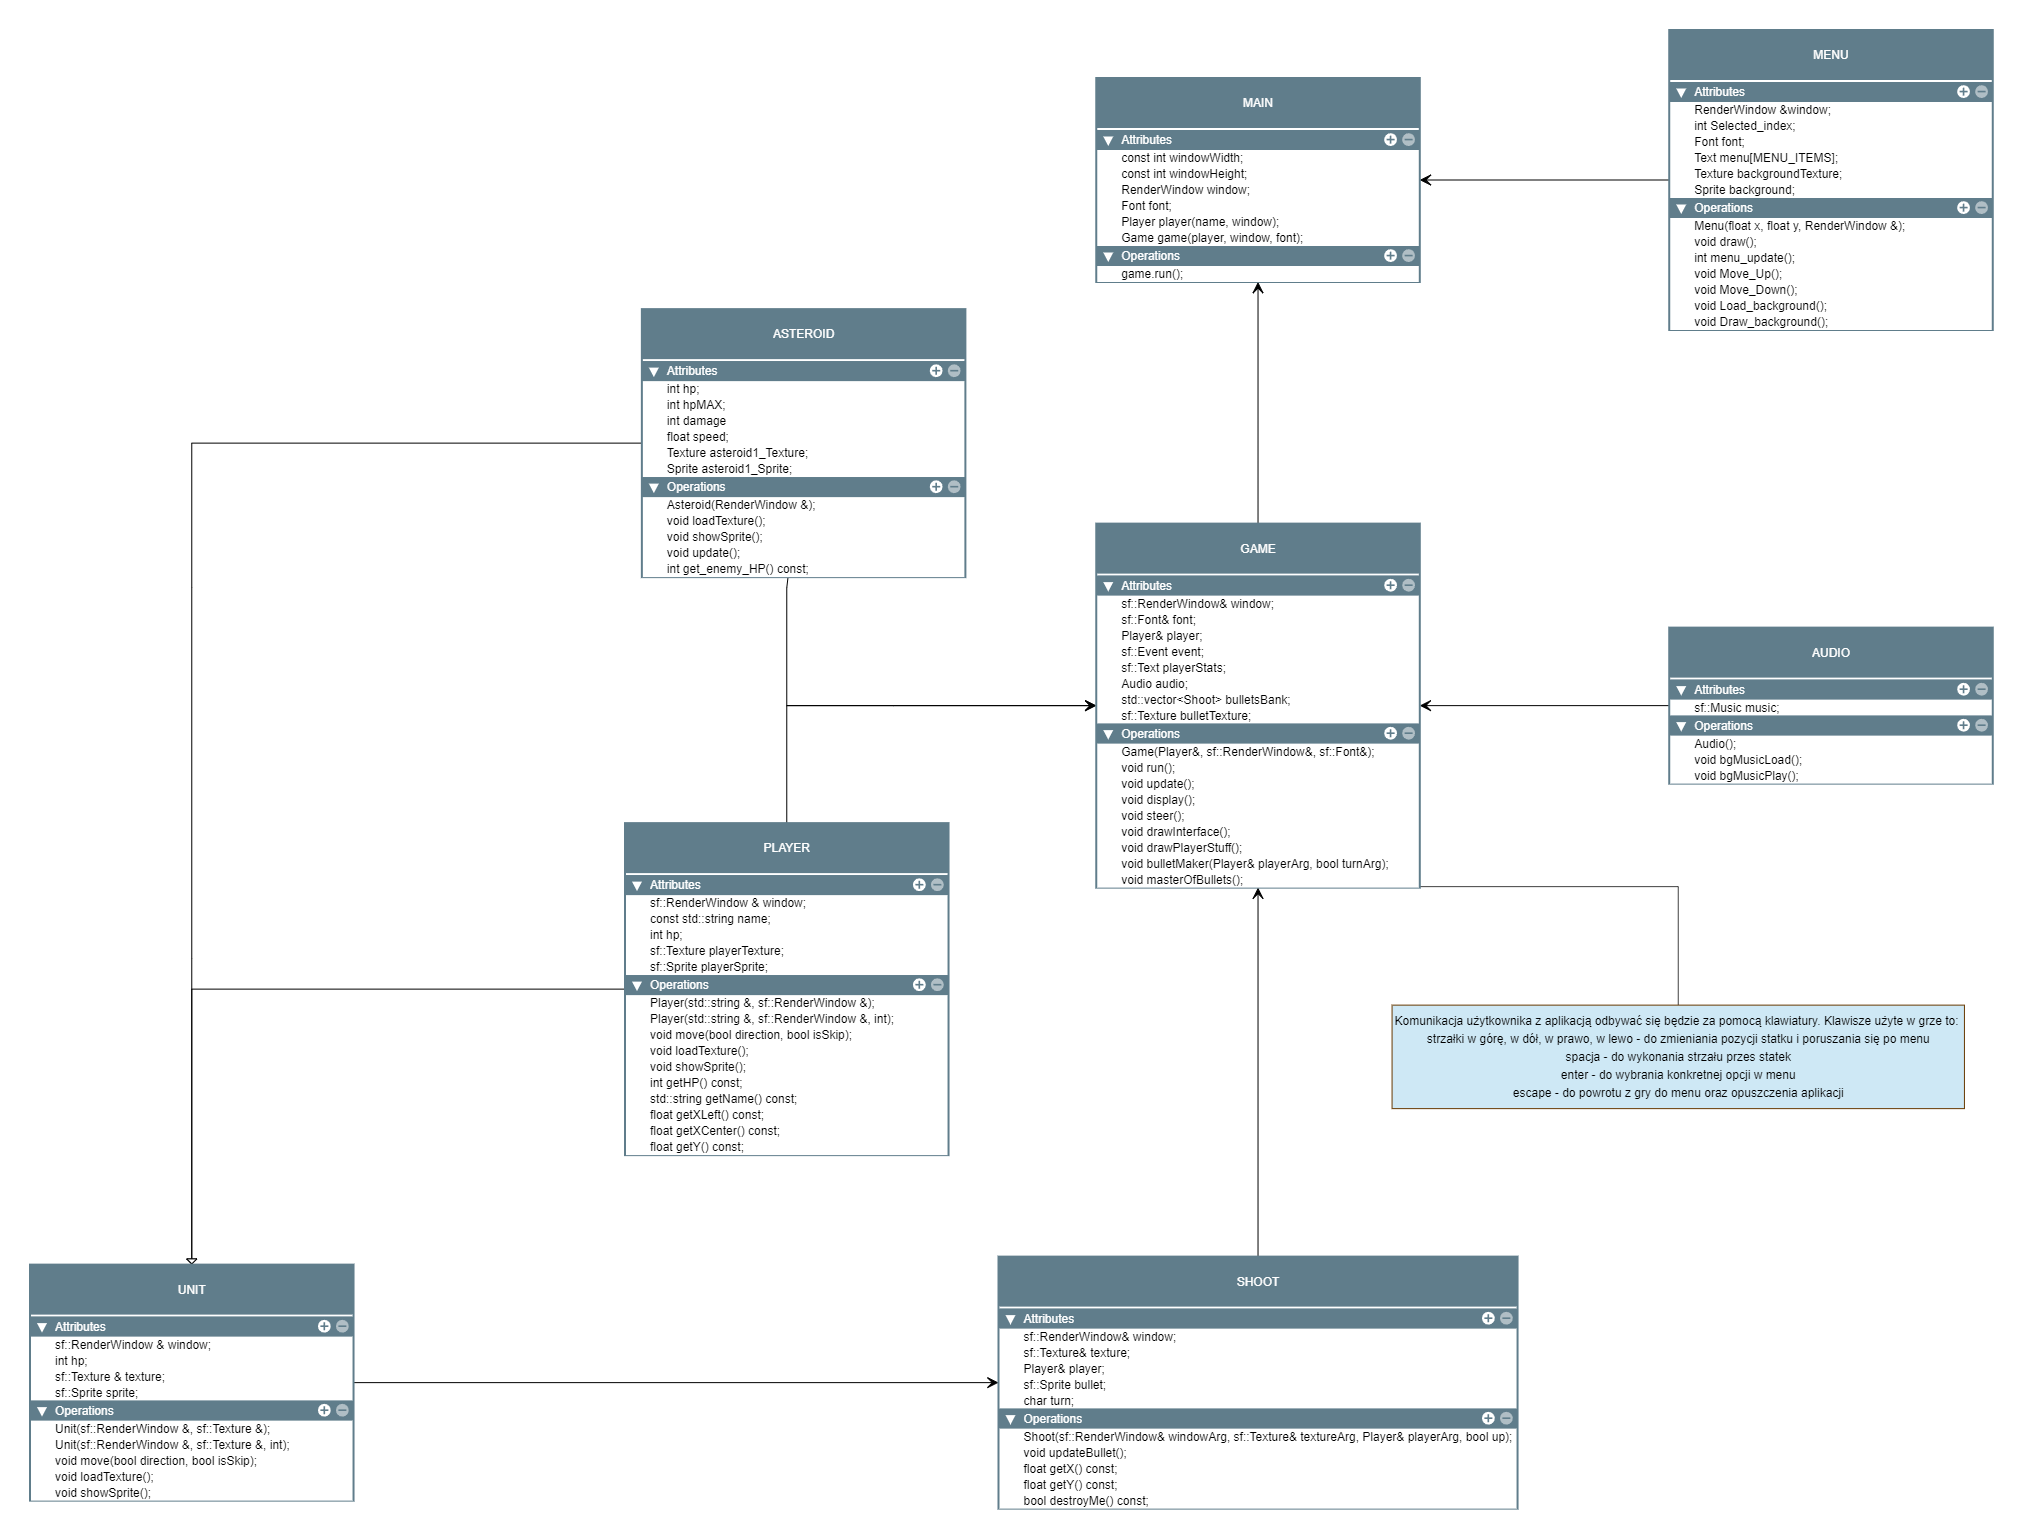 MENU
Attributes
RenderWindow &window;
int Selected_index;
Font font;
Text menu[MENU_ITEMS];
Texture backgroundTexture;
Sprite background;
Operations
Menu(float x, float y, RenderWindow &);
void draw();
int menu_update();
void Move_Up();
void Move_Down();
void Load_background();
void Draw_background();
MAIN
Attributes
const int windowWidth;
const int windowHeight;
RenderWindow window;
Font font;
Player player(name, window);
Game game(player, window, font);
Operations
game.run();
ASTEROID
Attributes
int hp;
int hpMAX;
int damage
float speed;
Texture asteroid1_Texture;
Sprite asteroid1_Sprite;
Operations
Asteroid(RenderWindow &);
void loadTexture();
void showSprite();
void update();
int get_enemy_HP() const;
GAME
Attributes
sf::RenderWindow& window;
sf::Font& font;
Player& player;
sf::Event event;
sf::Text playerStats;
Audio audio;
std::vector<Shoot> bulletsBank;
sf::Texture bulletTexture;
Operations
Game(Player&, sf::RenderWindow&, sf::Font&);
void run();
void update();
void display();
void steer();
void drawInterface();
void drawPlayerStuff();
void bulletMaker(Player& playerArg, bool turnArg);
void masterOfBullets();
AUDIO
Attributes
sf::Music music;
Operations
Audio();
void bgMusicLoad();
void bgMusicPlay();
PLAYER
Attributes
sf::RenderWindow & window;
const std::string name;
int hp;
sf::Texture playerTexture;
sf::Sprite playerSprite;
Operations
Player(std::string &, sf::RenderWindow &);
Player(std::string &, sf::RenderWindow &, int);
void move(bool direction, bool isSkip);
void loadTexture();
void showSprite();
int getHP() const;
std::string getName() const;
float getXLeft() const;
float getXCenter() const;
float getY() const;
Komunikacja użytkownika z aplikacją odbywać się będzie za pomocą klawiatury. Klawisze użyte w grze to:
strzałki w górę, w dół, w prawo, w lewo - do zmieniania pozycji statku i poruszania się po menu
spacja - do wykonania strzału przes statek
enter - do wybrania konkretnej opcji w menu
escape - do powrotu z gry do menu oraz opuszczenia aplikacji
UNIT
Attributes
sf::RenderWindow & window;
int hp;
sf::Texture & texture;
sf::Sprite sprite;
Operations
Unit(sf::RenderWindow &, sf::Texture &);
Unit(sf::RenderWindow &, sf::Texture &, int);
void move(bool direction, bool isSkip);
void loadTexture();
void showSprite();
SHOOT
Attributes
sf::RenderWindow& window;
sf::Texture& texture;
Player& player;
sf::Sprite bullet;
char turn;
Operations
Shoot(sf::RenderWindow& windowArg, sf::Texture& textureArg, Player& playerArg, bool up);
void updateBullet();
float getX() const;
float getY() const;
bool destroyMe() const;